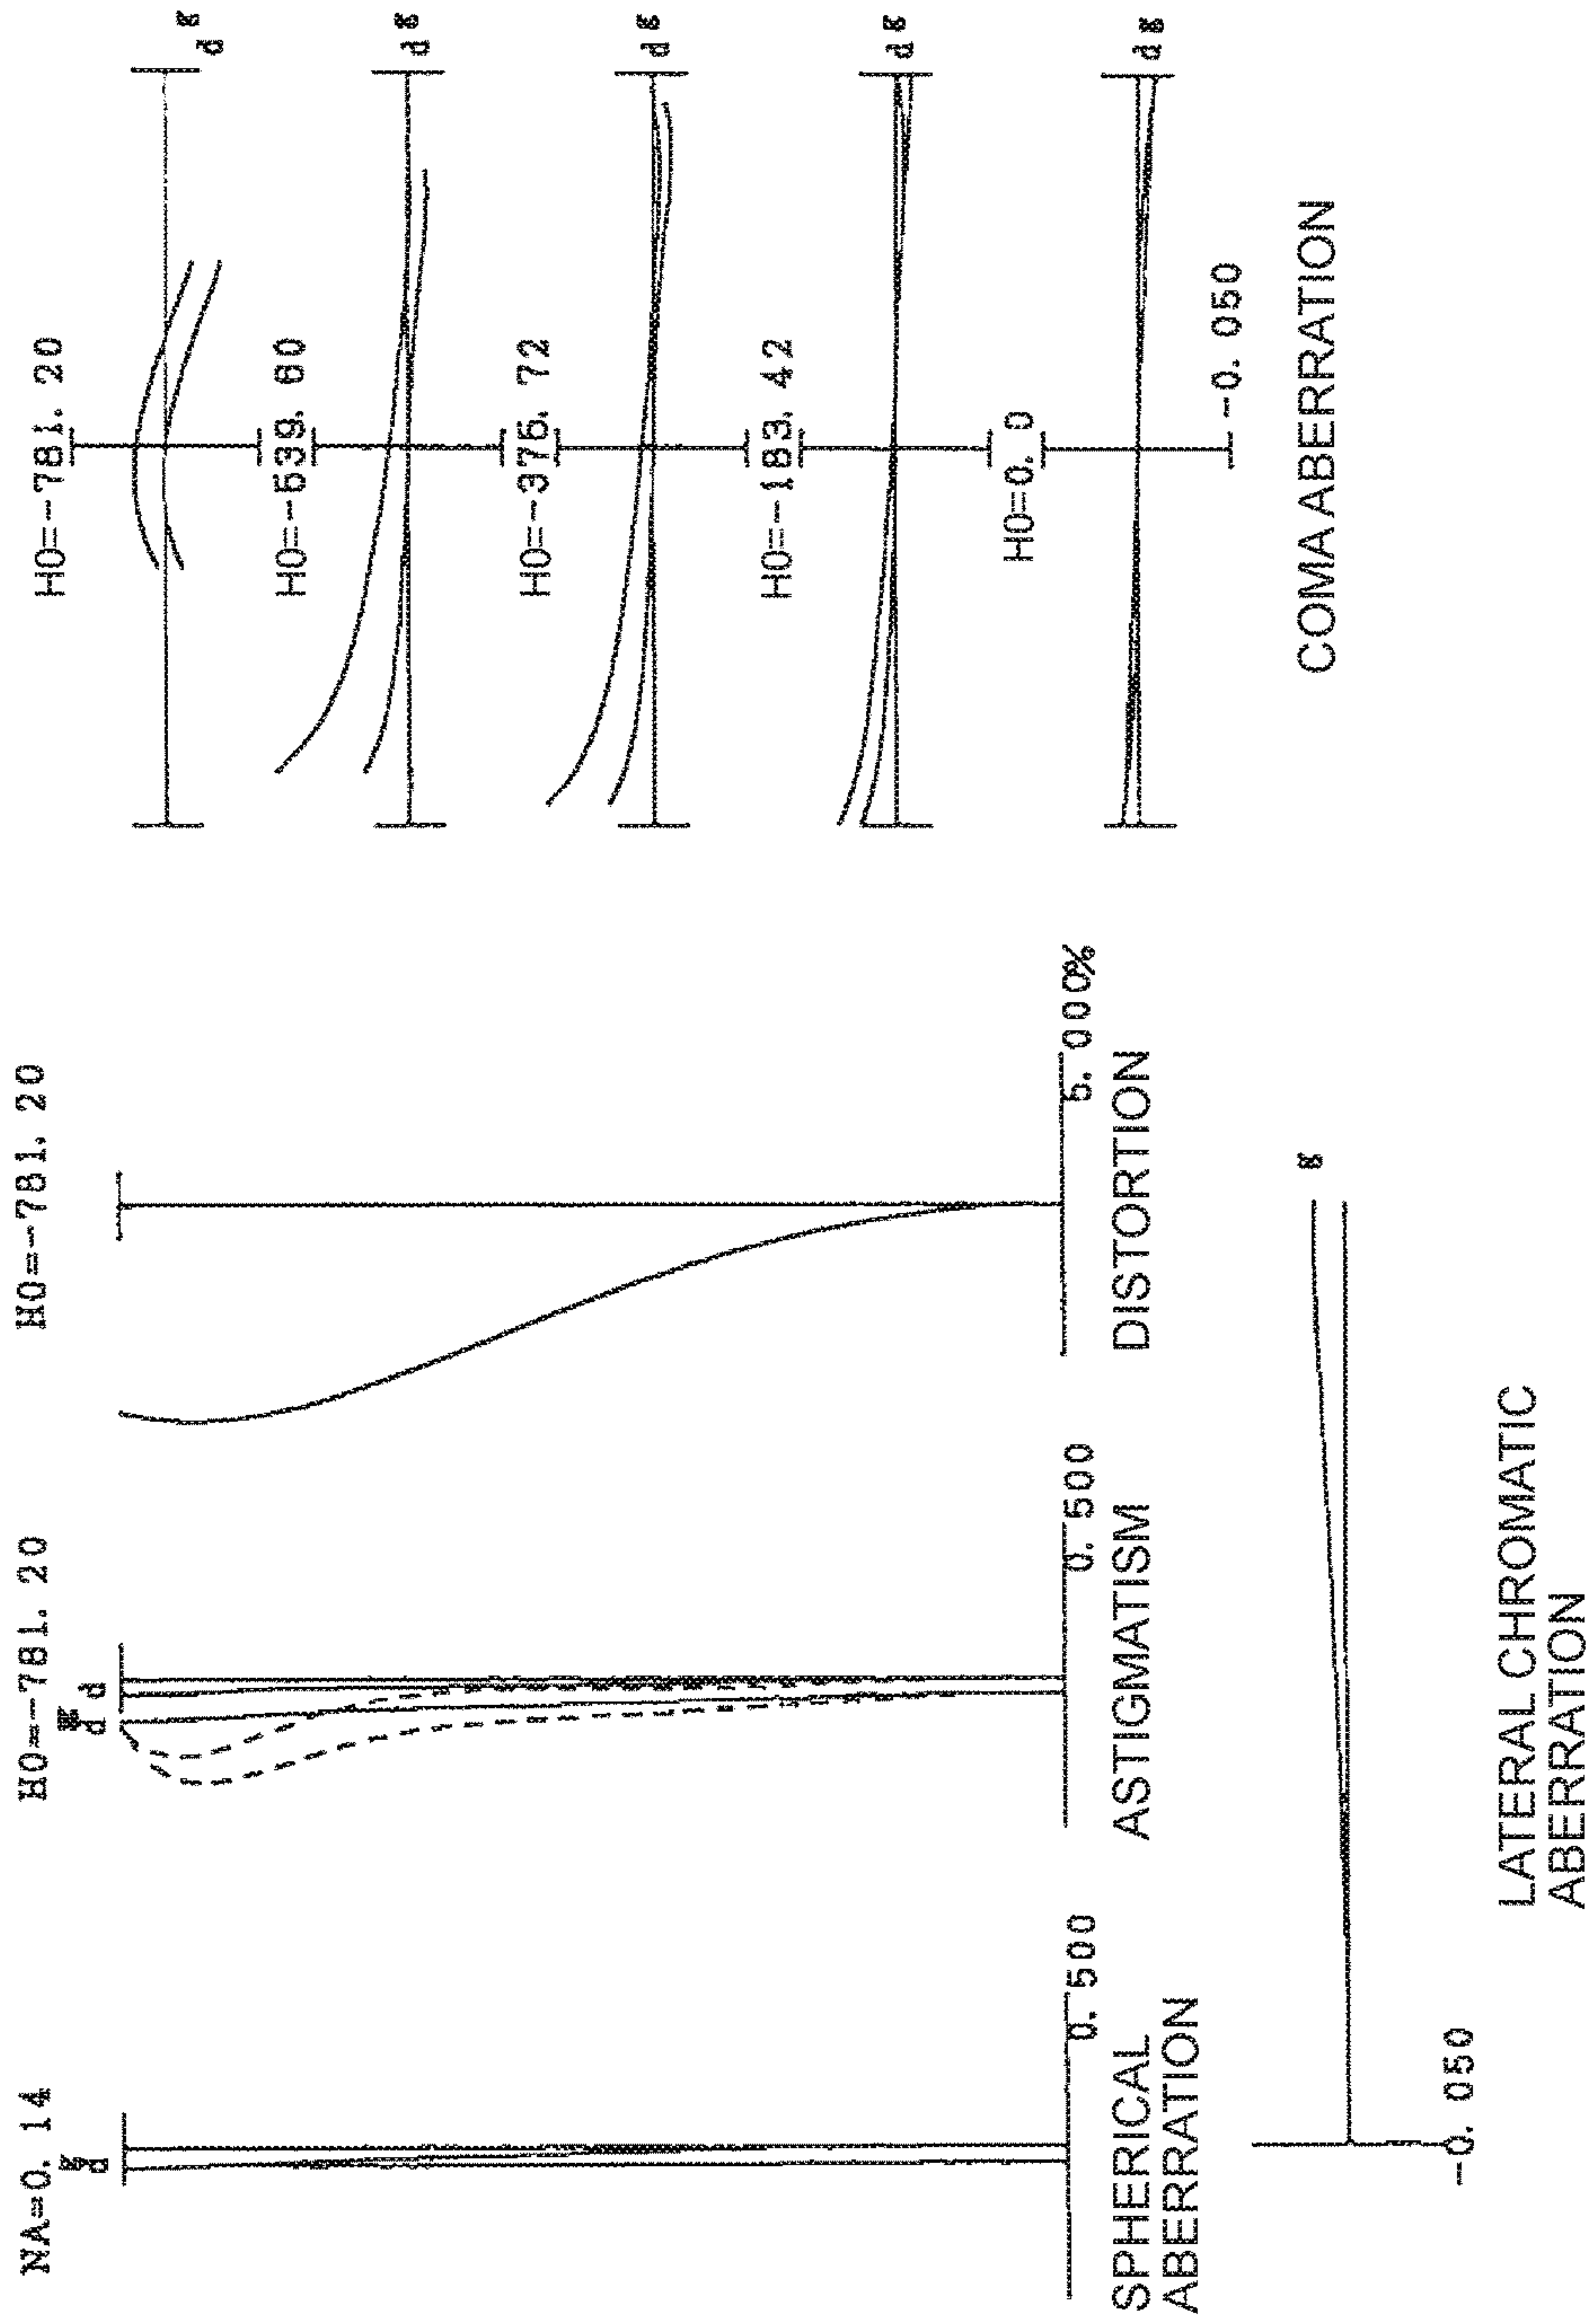 NA=0. 14
g
d
0. 500
SPHERICAL
ABERRATION
H0=-781. 20
g
d
d
0. 500
ASTIGMATISM
H0=-781. 20
5. 000%
DISTORTION
H0=-781. 20
g
d
H0=-539. 60
g
d
H0=-376. 72
g
d
H0=-183. 42
g
d
H0=0. 0
g
d
-0. 050
COMA ABERRATION
g
-0. 050
LATERAL CHROMATIC
ABERRATION